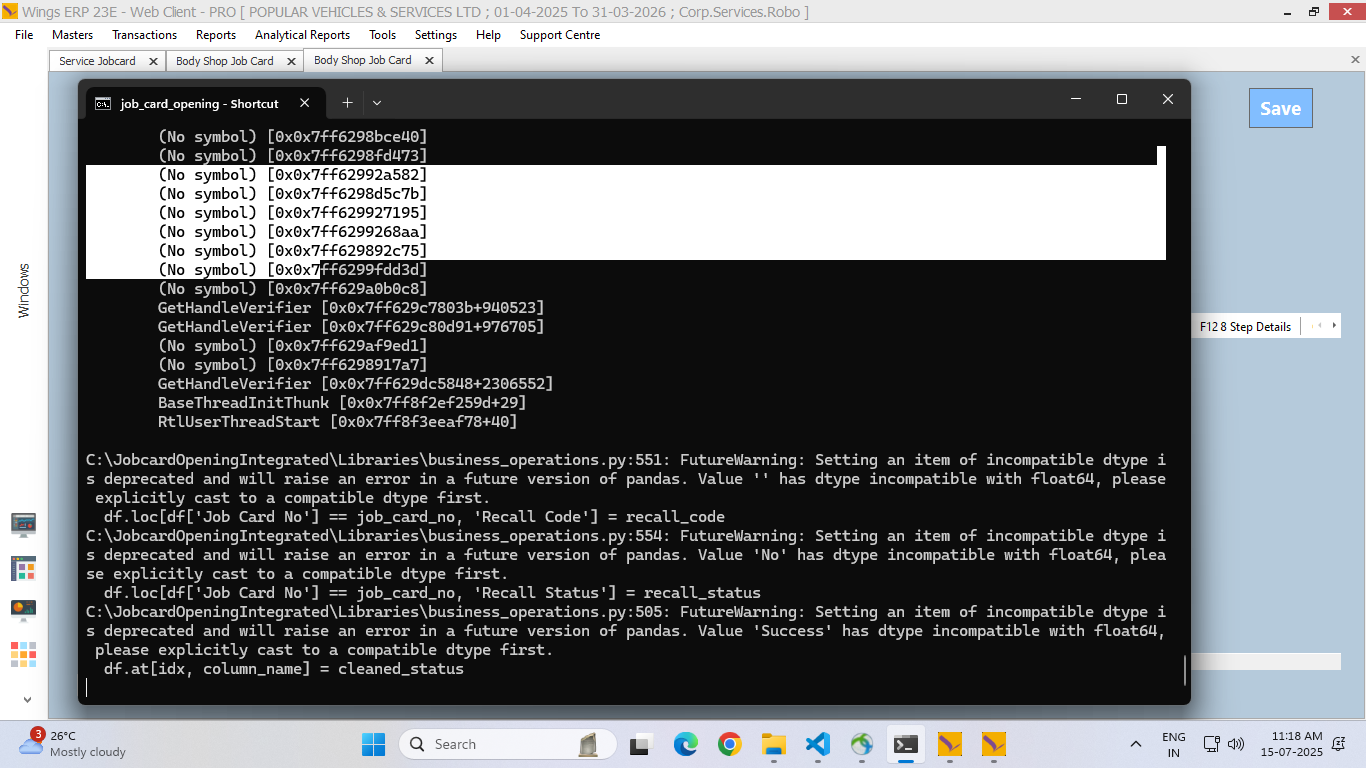 Wings ERP 23E - Web Client - PRO [ POPULAR VEHICLES & SERVICES LTD ; 01-04-2025 To 31-03-2026 ; Corp.Services.Robo ]
File Masters Transactions Reports Analytical Reports Tools Settings Help Support Centre
Service Jobcard Body Shop Job Card Body Shop Job Card
job_card_opening - Shortcut
Save
(No symbol) [0x0x7ff6298bce40]
(No symbol) [0x0x7ff6298fd473]
(No symbol) [0x0x7ff62992a582]
(No symbol) [0x0x7ff6298d5c7b]
(No symbol) [0x0x7ff629927195]
(No symbol) [0x0x7ff6299268aa]
(No symbol) [0x0x7ff629892c75]
(No symbol) [0x0x7ff6299fdd3d]
(No symbol) [0x0x7ff629a0b0c8]
GetHandleVerifier [0x0x7ff629c7803b+940523]
GetHandleVerifier [0x0x7ff629c80d91+976705]
(No symbol) [0x0x7ff629af9ed1]
(No symbol) [0x0x7ff6298917a7]
GetHandleVerifier [0x0x7ff629dc5848+2306552]
BaseThreadInitThunk [0x0x7ff8f2ef259d+29]
RtlUserThreadStart [0x0x7ff8f3eeaf78+40]
C:\JobcardOpeningIntegrated\Libraries\business_operations.py:551: FutureWarning: Setting an item of incompatible dtype i
s deprecated and will raise an error in a future version of pandas. Value '' has dtype incompatible with float64, please
explicitly cast to a compatible dtype first.
df.loc[df['Job Card No'] == job_card_no, 'Recall Code'] = recall_code
C:\JobcardOpeningIntegrated\Libraries\business_operations.py:554: FutureWarning: Setting an item of incompatible dtype i
s deprecated and will raise an error in a future version of pandas. Value 'No' has dtype incompatible with float64, plea
se explicitly cast to a compatible dtype first.
df.loc[df['Job Card No'] == job_card_no, 'Recall Status'] = recall_status
C:\JobcardOpeningIntegrated\Libraries\business_operations.py:505: FutureWarning: Setting an item of incompatible dtype i
s deprecated and will raise an error in a future version of pandas. Value 'Success' has dtype incompatible with float64,
please explicitly cast to a compatible dtype first.
df.at[idx, column_name] = cleaned_status
Windows
F12 8 Step Details
3
26°C
Mostly cloudy
Search
ENG
IN
11:18 AM
15-07-2025